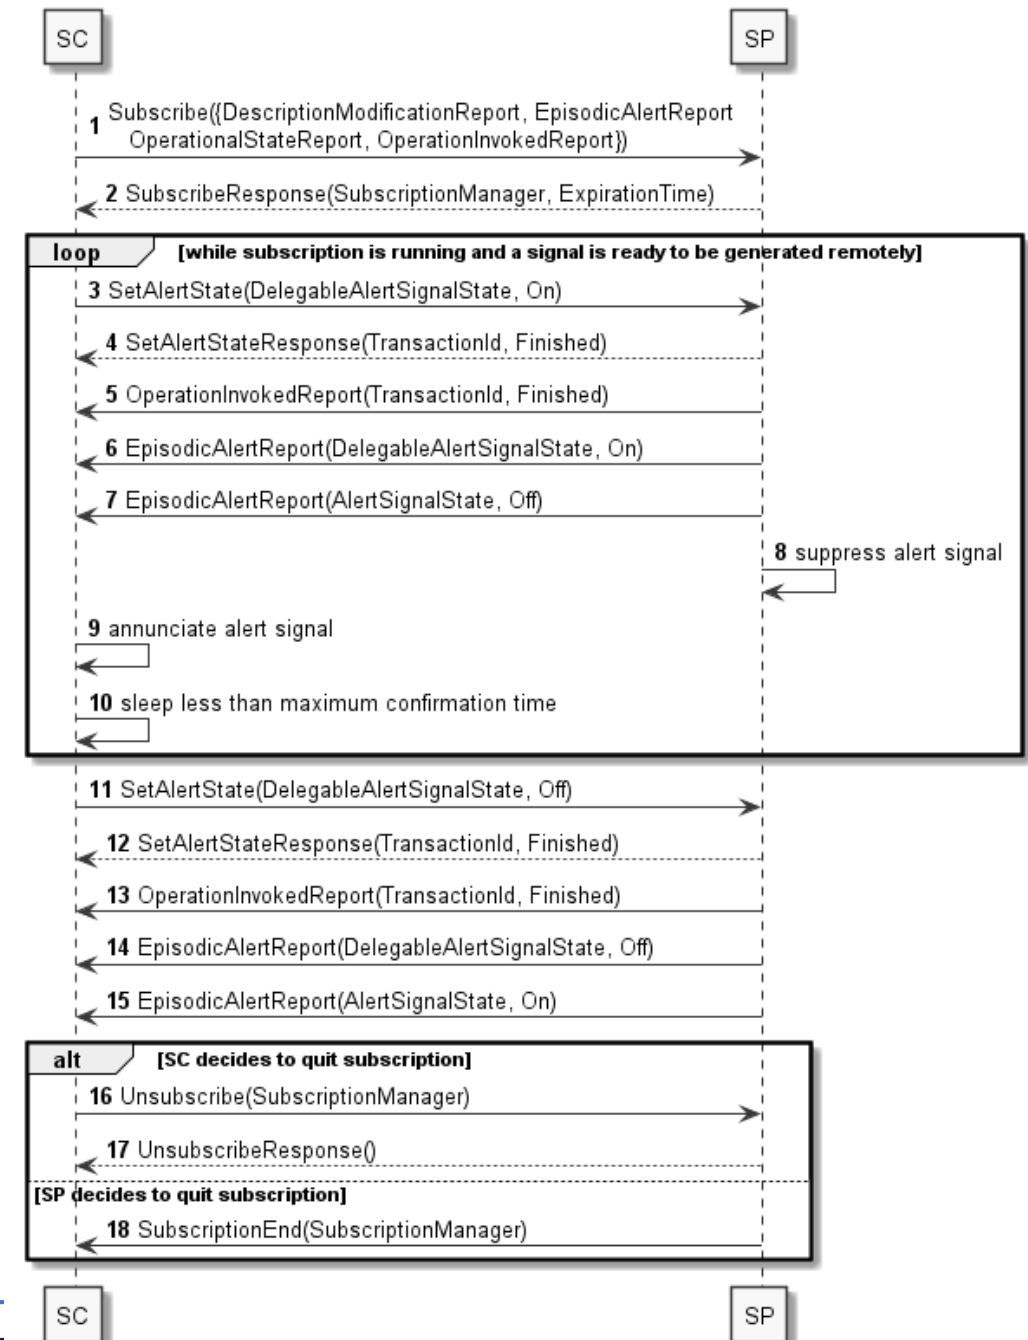 SC SP
1 Subscribe({DescriptionModificationReport, EpisodicAlertReport
OperationalStateReport, OperationInvokedReport})
2 SubscribeResponse(SubscriptionManager, ExpirationTime)
loop [while subscription is running and a signal is ready to be generated remotely]
3 SetAlertState(DelegableAlertSignalState, On)
4 SetAlertStateResponse(TransactionId, Finished)
5 OperationInvokedReport(TransactionId, Finished)
6 EpisodicAlertReport(DelegableAlertSignalState, On)
7 EpisodicAlertReport(AlertSignalState, Off)
8 suppress alert signal
9 annunciate alert signal
10 sleep less than maximum confirmation time
11 SetAlertState(DelegableAlertSignalState, Off)
12 SetAlertStateResponse(TransactionId, Finished)
13 OperationInvokedReport(TransactionId, Finished)
14 EpisodicAlertReport(DelegableAlertSignalState, Off)
15 EpisodicAlertReport(AlertSignalState, On)
alt [SC decides to quit subscription]
16 Unsubscribe(SubscriptionManager)
17 UnsubscribeResponse()
[SP decides to quit subscription]
18 SubscriptionEnd(SubscriptionManager)
SC SP